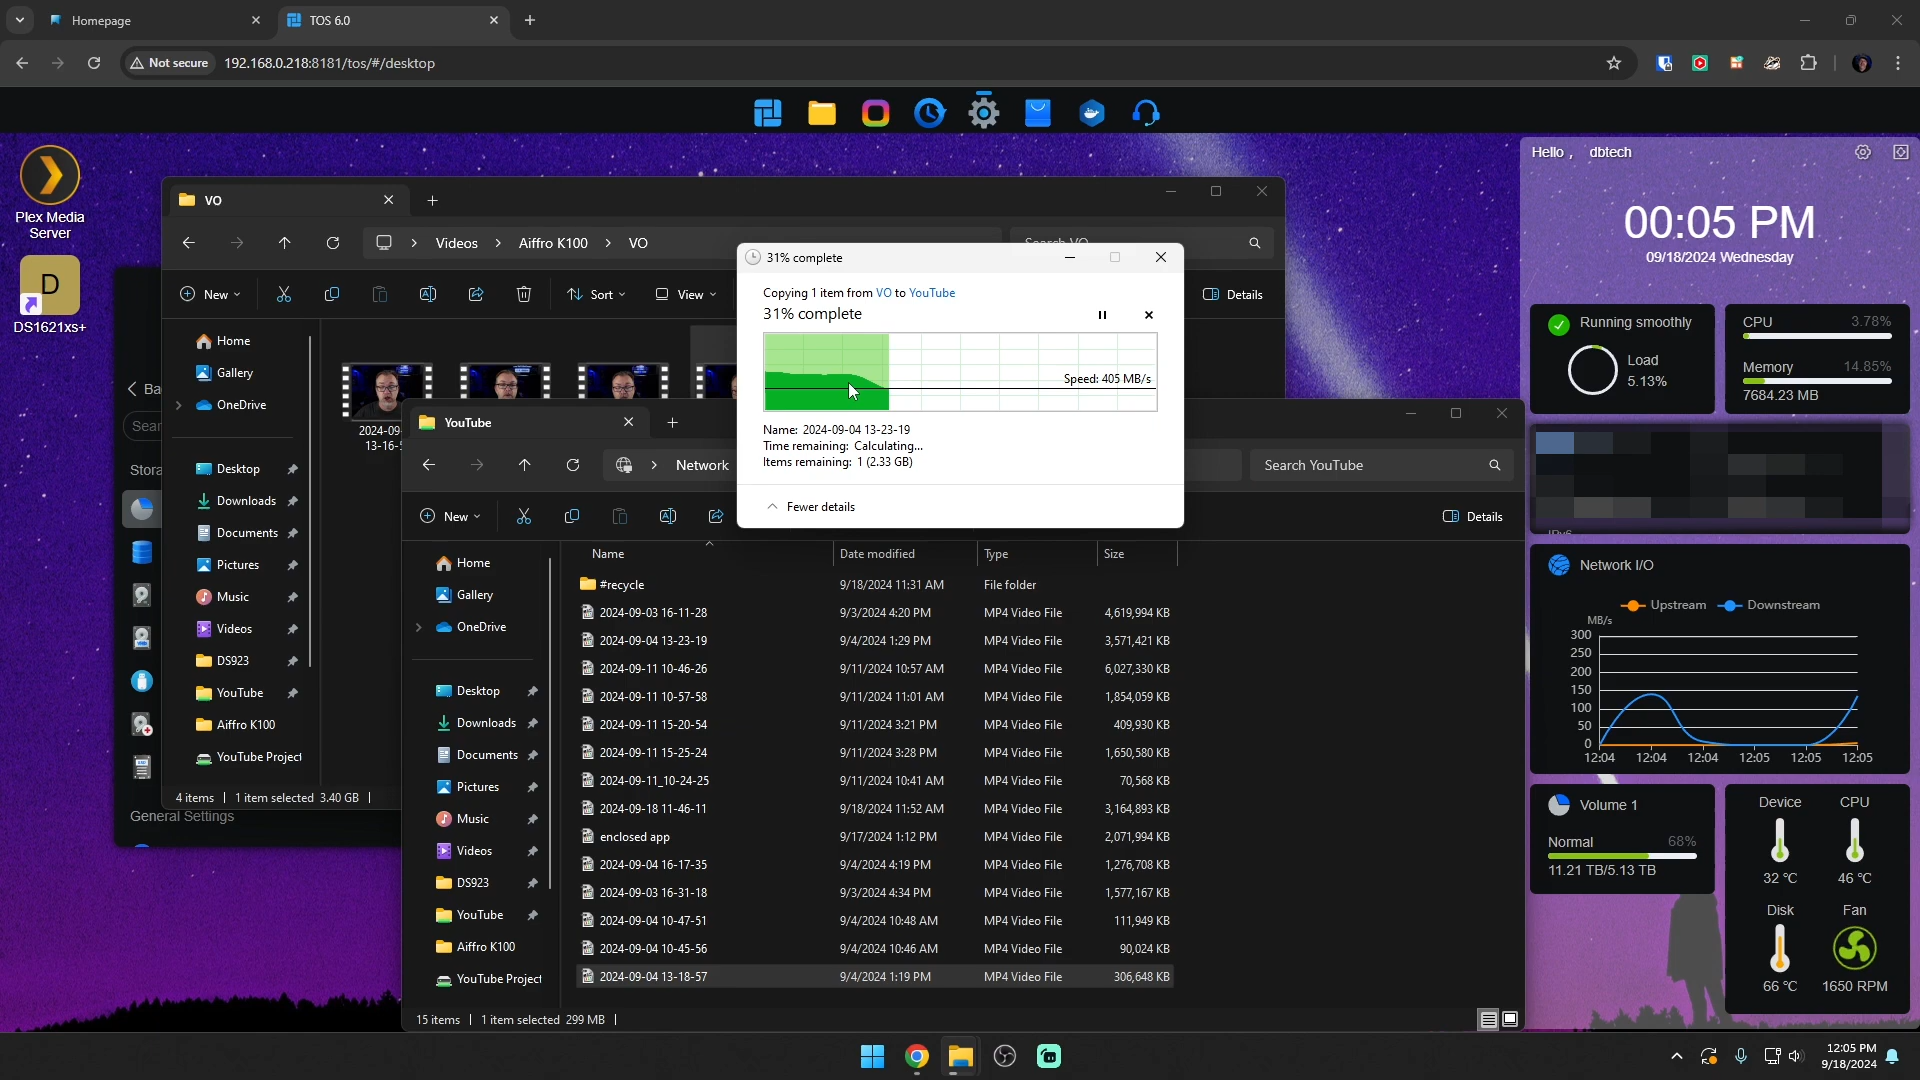 Homepage
TOS 6.0
Not secure
192.168.0.218:8181/tos/#/desktop
Plex Media
Server
D
DS1621xs+
VO
Videos > Aiffro K100 > VO
New
Sort
View
Details
Home
Gallery
OneDrive
Desktop
Downloads
Documents
Pictures
Music
Videos
DS923
YouTube
Aiffro K100
YouTube Project
4 items
1 item selected 3.40 GB
General Settings
31% complete
Copying 1 item from VO to YouTube
31% complete
Speed: 405 MB/s
Name: 2024-09-04 13-23-19
Time remaining: Calculating...
Items remaining: 1 (2.33 GB)
Fewer details
YouTube
Network
Search YouTube
New
Details
Home
Gallery
OneDrive
Desktop
Downloads
Documents
Pictures
Music
Videos
DS923
YouTube
Aiffro K100
YouTube Project
Name Date modified Type Size
#recycle 9/18/2024 11:31 AM File folder
2024-09-03 16-11-28 9/3/2024 4:20 PM MP4 Video File 4,619,994 KB
2024-09-04 13-23-19 9/4/2024 1:29 PM MP4 Video File 3,571,421 KB
2024-09-11 10-46-26 9/11/2024 10:57 AM MP4 Video File 6,027,330 KB
2024-09-11 10-57-58 9/11/2024 11:01 AM MP4 Video File 1,854,059 KB
2024-09-11 15-20-54 9/11/2024 3:21 PM MP4 Video File 409,930 KB
2024-09-11 15-25-24 9/11/2024 3:28 PM MP4 Video File 1,650,580 KB
2024-09-11_10-24-25 9/11/2024 10:41 AM MP4 Video File 70,568 KB
2024-09-18 11-46-11 9/18/2024 11:52 AM MP4 Video File 3,164,893 KB
enclosed app 9/17/2024 1:12 PM MP4 Video File 2,071,994 KB
2024-09-04 16-17-35 9/4/2024 4:19 PM MP4 Video File 1,276,708 KB
2024-09-03 16-31-18 9/3/2024 4:34 PM MP4 Video File 1,577,167 KB
2024-09-04 10-47-51 9/4/2024 10:48 AM MP4 Video File 111,949 KB
2024-09-04 10-45-56 9/4/2024 10:46 AM MP4 Video File 90,024 KB
2024-09-04 13-18-57 9/4/2024 1:19 PM MP4 Video File 306,648 KB
15 items
1 item selected 299 MB
Hello , dbtech
00:05 PM
09/18/2024 Wednesday
Running smoothly
Load
5.13%
CPU 3.78%
Memory 14.85%
7684.23 MB
Network I/O
Upstream Downstream
MB/s
300
250
200
150
100
50
0
12:04 12:04 12:04 12:05 12:05 12:05
Volume 1
Normal 68%
11.21 TB/5.13 TB
Device CPU
32 ℃ 46 ℃
Disk Fan
66 ℃ 1650 RPM
12:05 PM
9/18/2024